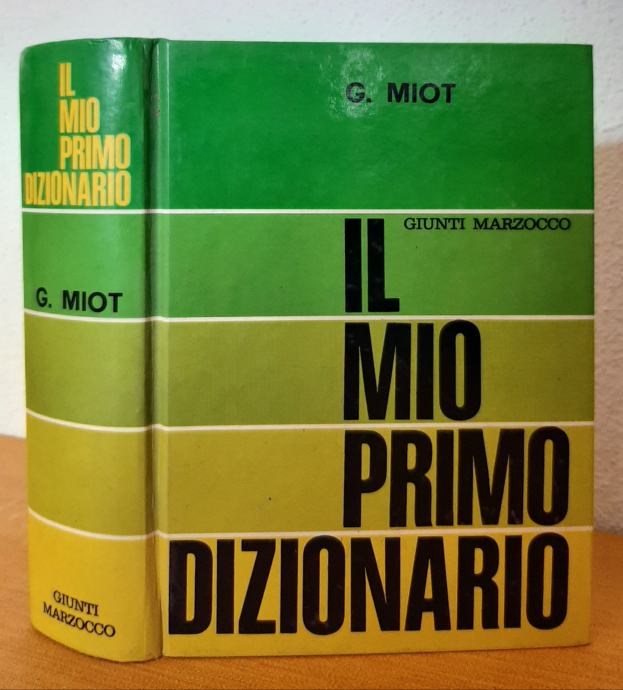 IL
MIO
PRIMO
DIZIONARIO
G. MIOT
GIUNTI
MARZOCCO
G. MIOT
GIUNTI MARZOCCO
IL
MIO
PRIMO
DIZIONARIO